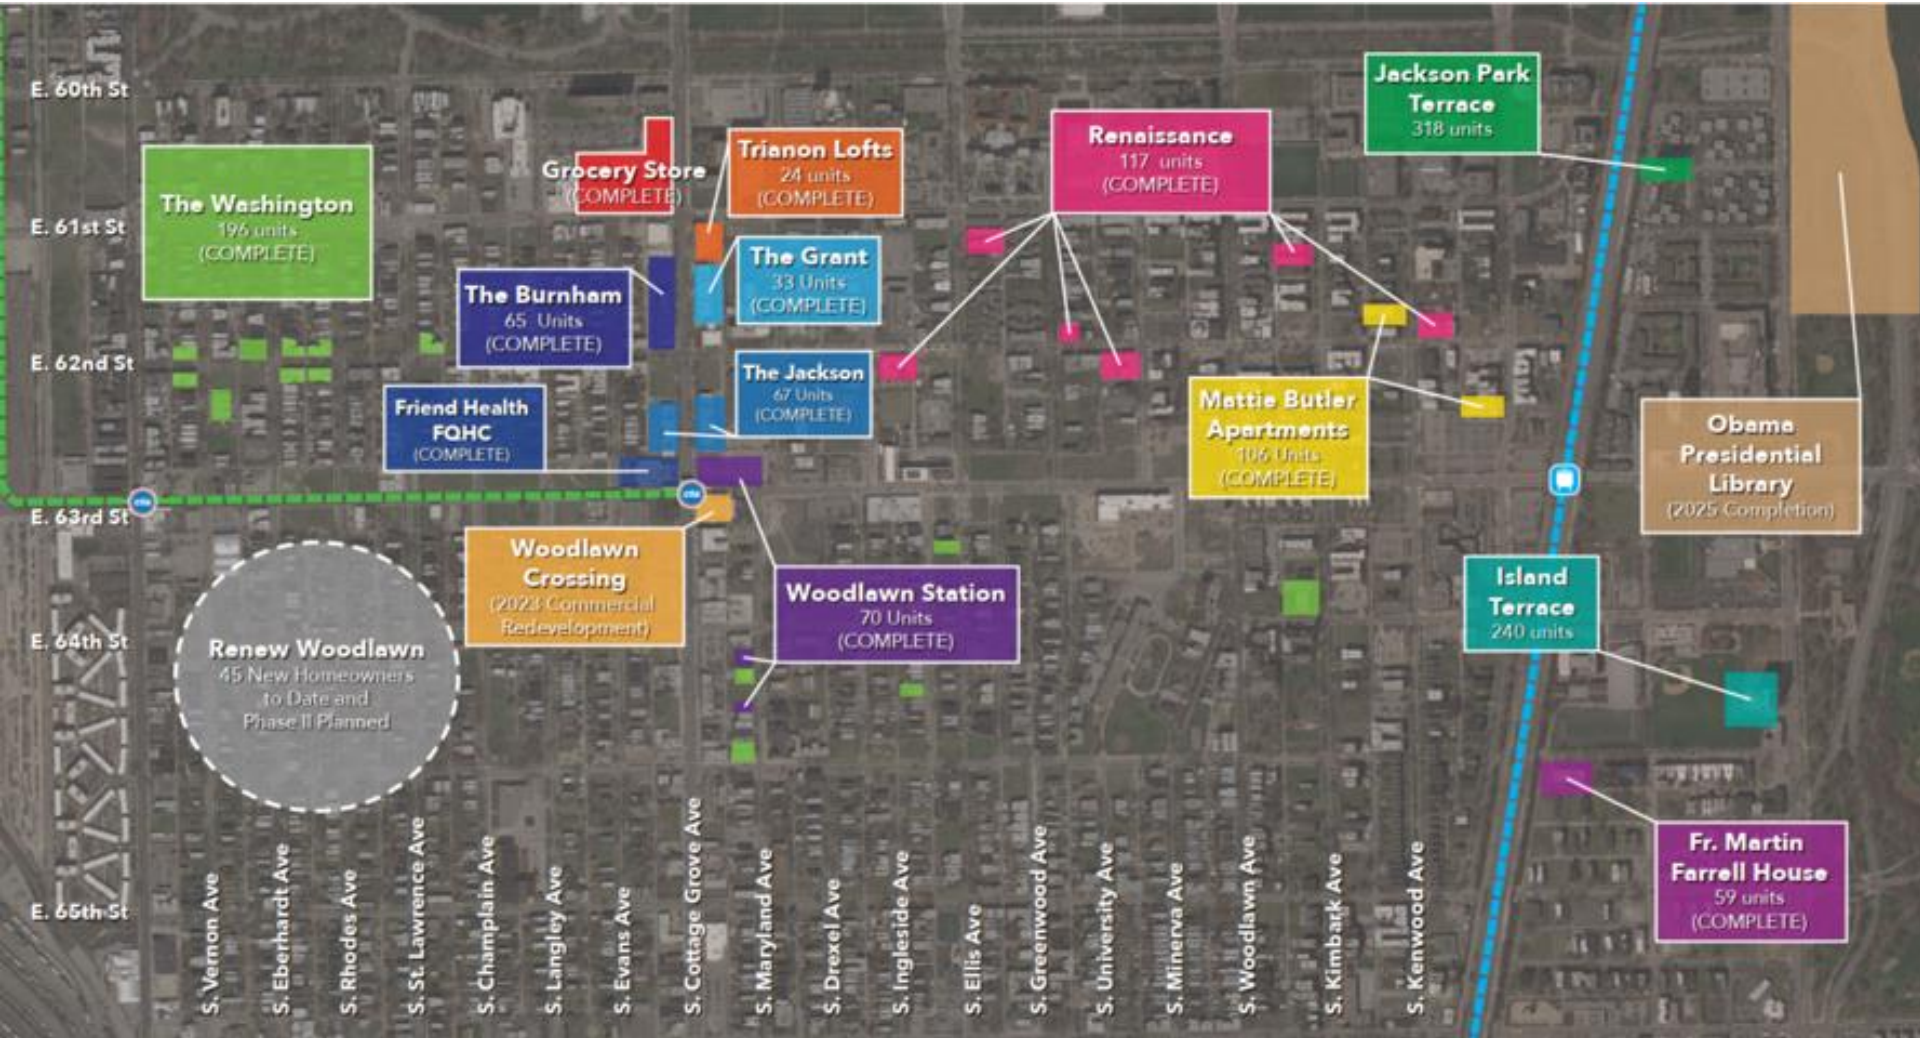 E. 60th St
E. 61st St
E. 62nd St
E. 63rd St
E. 64th St
E. 65th St
The Washington
196 units
(COMPLETE)
Grocery Store
(COMPLETE)
Trianon Lofts
24 units
(COMPLETE)
The Burnham
65 Units
(COMPLETE)
The Grant
33 Units
(COMPLETE)
The Jackson
67 Units
(COMPLETE)
Friend Health
FQHC
(COMPLETE)
Renaissance
117 units
(COMPLETE)
Jackson Park
Terrace
318 units
Mattie Butler
Apartments
106 Units
(COMPLETE)
Obama
Presidential
Library
(2025 Completion)
cta
cta
Woodlawn
Crossing
(2023 Commercial
Redevelopment)
Woodlawn Station
70 Units
(COMPLETE)
Island
Terrace
240 units
Renew Woodlawn
45 New Homeowners
to Date and
Phase II Planned
Fr. Martin
Farrell House
59 units
(COMPLETE)
S. Vernon Ave
S. Eberhardt Ave
S. Rhodes Ave
S. St. Lawrence Ave
S. Champlain Ave
S. Langley Ave
S. Evans Ave
S. Cottage Grove Ave
S. Maryland Ave
S. Drexel Ave
S. Ingleside Ave
S. Ellis Ave
S. Greenwood Ave
S. University Ave
S. Minerva Ave
S. Woodlawn Ave
S. Kimbark Ave
S. Kenwood Ave